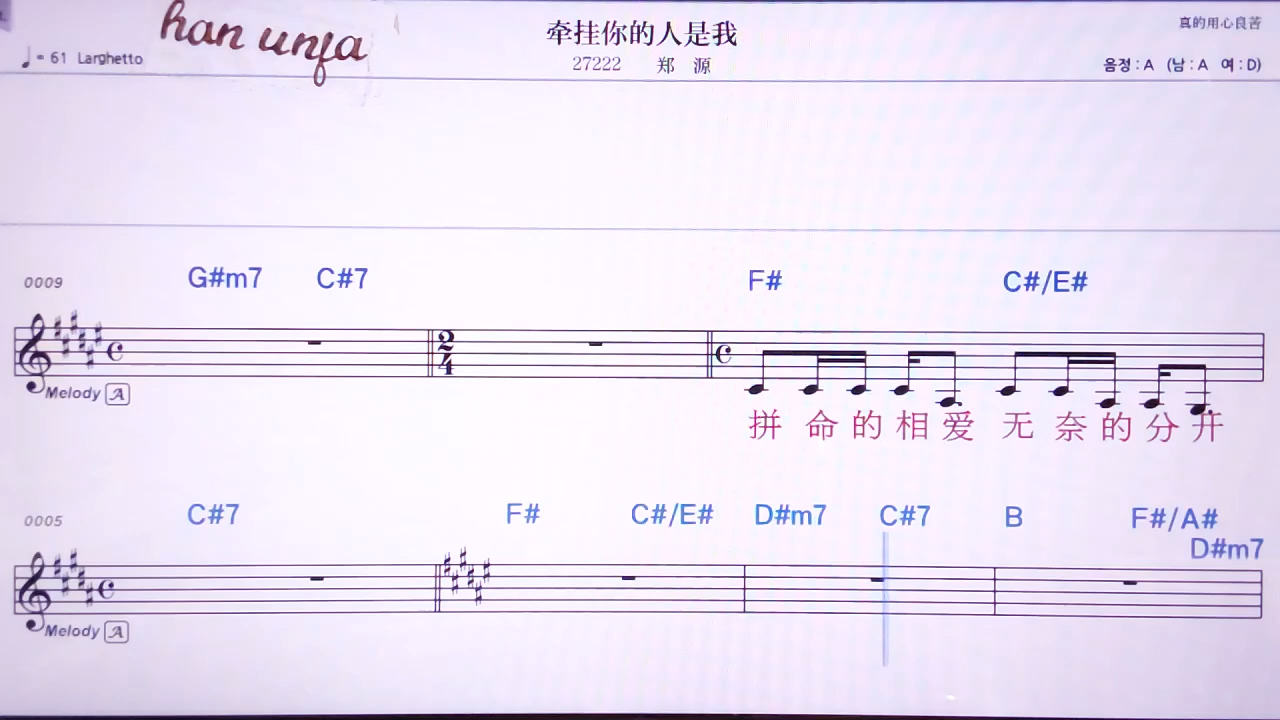 han unja
♩= 61 Larghetto
牵挂你的人是我
27222 郑 源
真的用心良苦
음정 : A (남 : A 여 : D)
0009
G#m7 C#7 F# C#/E#
2
4
Melody A
拼 命 的 相 爱 无 奈 的 分 开
0005
C#7 F# C#/E# D#m7 C#7 B F#/A#
D#m7
Melody A